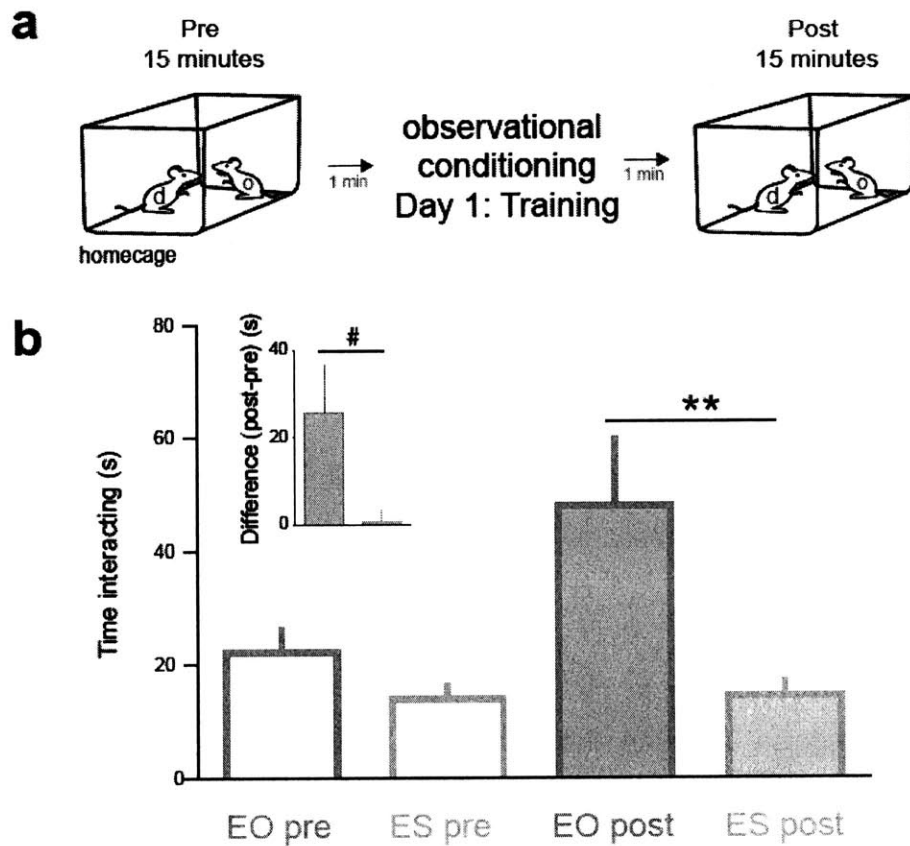 a
Pre
15 minutes
Post
15 minutes
d
o
1 min
observational
conditioning
Day 1: Training
1 min
d
o
homecage
b
Time interacting (s)
80
60
40
20
0
Difference (post-pre) (s)
40
20
0
#
**
EO pre
ES pre
EO post
ES post